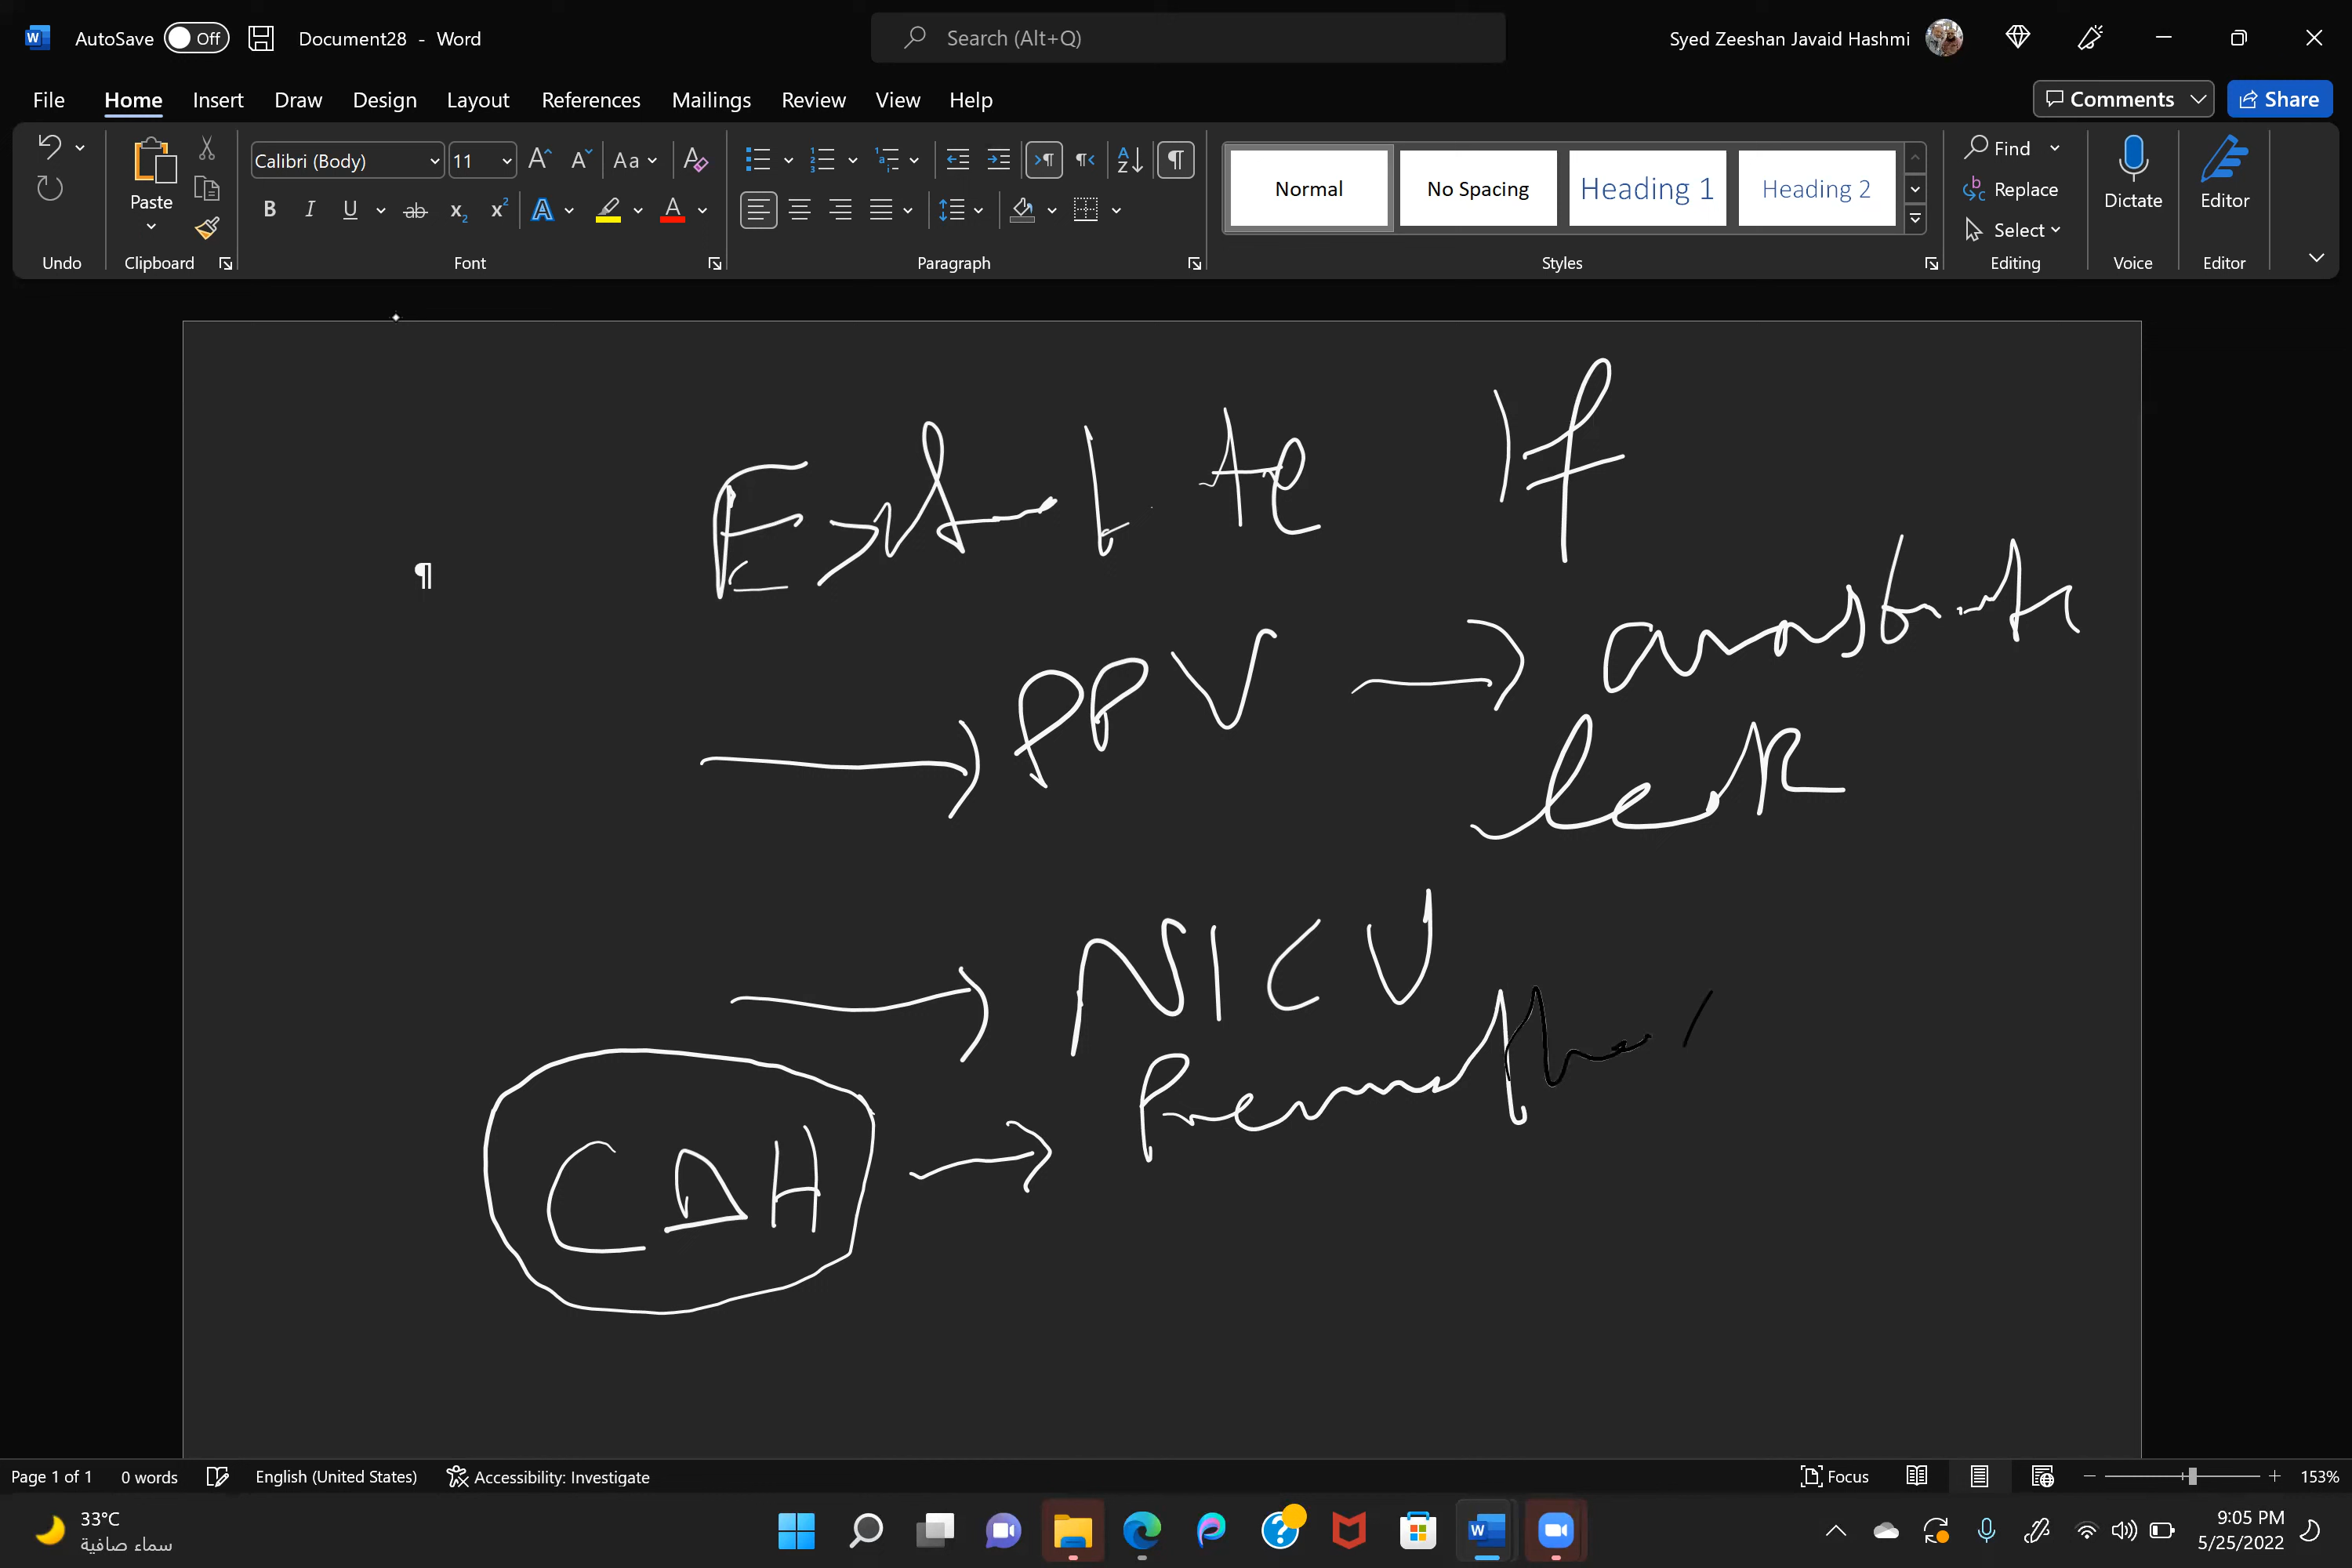 AutoSave Off Document28 - Word Search (Alt+Q) Syed Zeeshan Javaid Hashmi
File Home Insert Draw Design Layout References Mailings Review View Help Comments Share
Paste Calibri (Body) 11 Normal No Spacing Heading 1 Heading 2 Find Replace Select Dictate Editor
Undo Clipboard Font Paragraph Styles Editing Voice Editor
If
¶
PPV →
leak
→ NICU
CDH →
Page 1 of 1 0 words English (United States) Accessibility: Investigate Focus 153%
33°C 9:05 PM
سماء صافية 5/25/2022